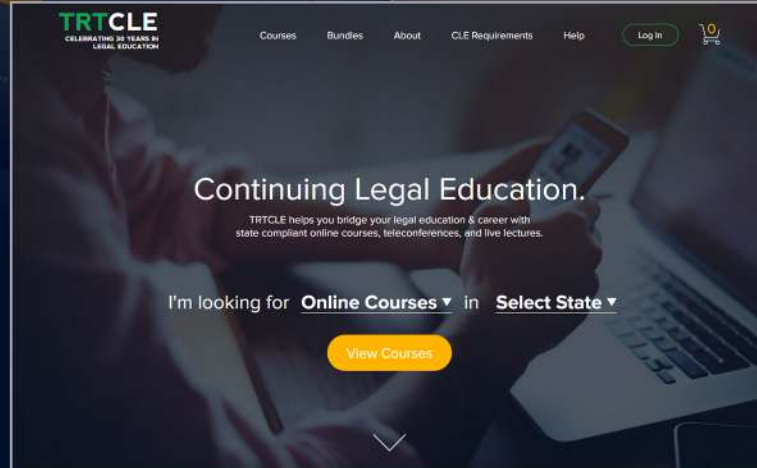 TRTCLE
CELEBRATING 30 YEARS IN
LEGAL EDUCATION
Courses Bundles About CLE Requirements Help Log In 0
Continuing Legal Education.
TRTCLE helps you bridge your legal education & career with
state compliant online courses, teleconferences, and live lectures.
I'm looking for Online Courses ▾ in Select State ▾
View Courses